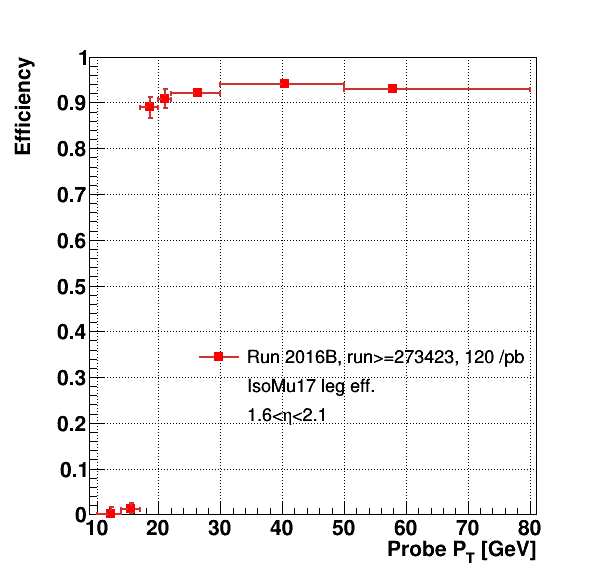 Efficiency
1
0.9
0.8
0.7
0.6
0.5
0.4
0.3
0.2
0.1
0
Run 2016B, run>=273423, 120 /pb
IsoMu17 leg eff.
1.6<η<2.1
10 20 30 40 50 60 70 80
Probe P_T [GeV]